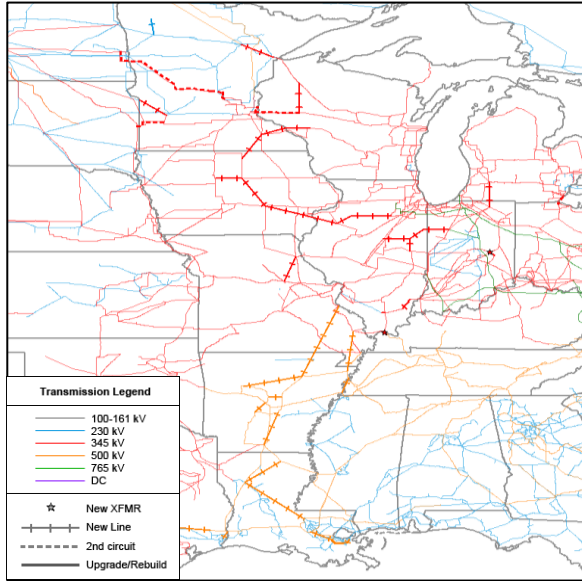 Transmission Legend
100-161 kV
230 kV
345 kV
500 kV
765 kV
DC
New XFMR
New Line
2nd circuit
Upgrade/Rebuild